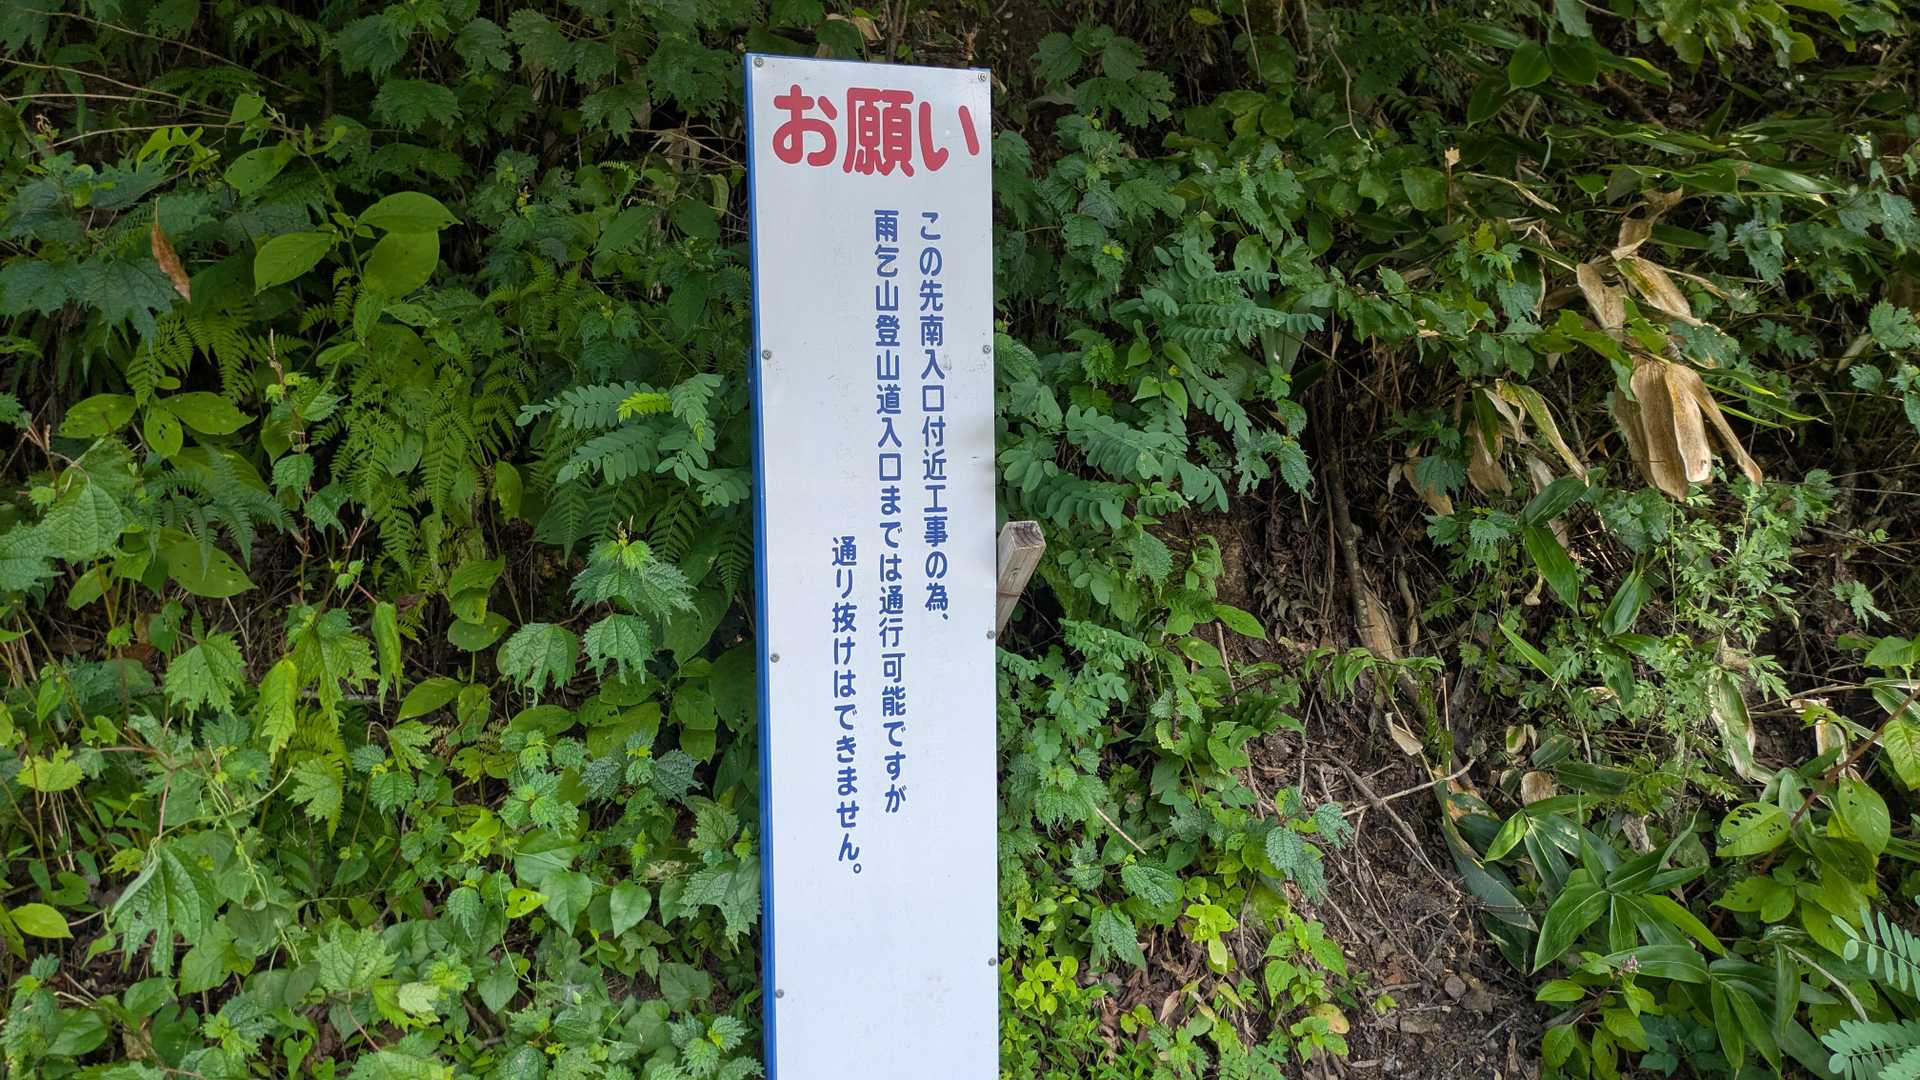 お願い
この先南入口付近工事の為、
雨乞山登山道入口までは通行可能ですが
通り抜けはできません。